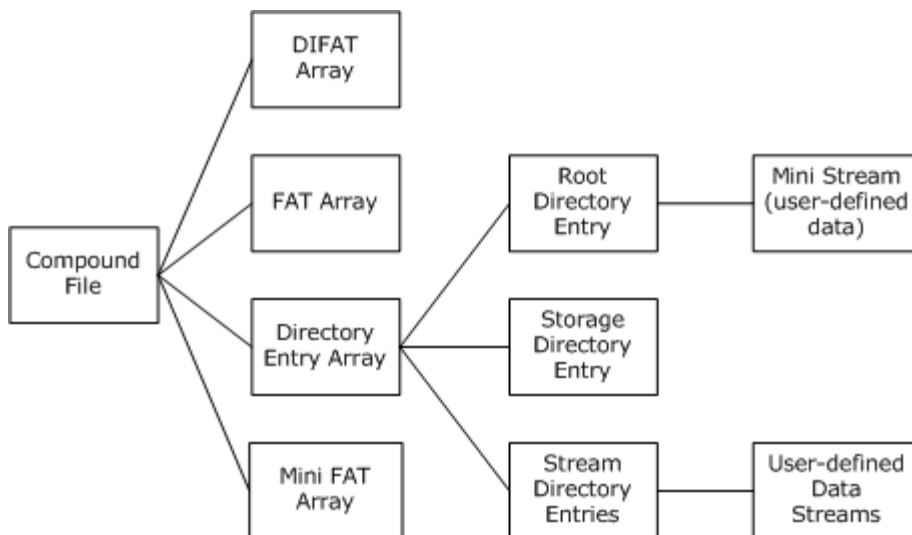 DIFAT
Array
FAT Array
Root
Directory
Entry
Mini Stream
(user-defined
data)
Compound
File
Directory
Entry Array
Storage
Directory
Entry
Mini FAT
Array
Stream
Directory
Entries
User-defined
Data
Streams